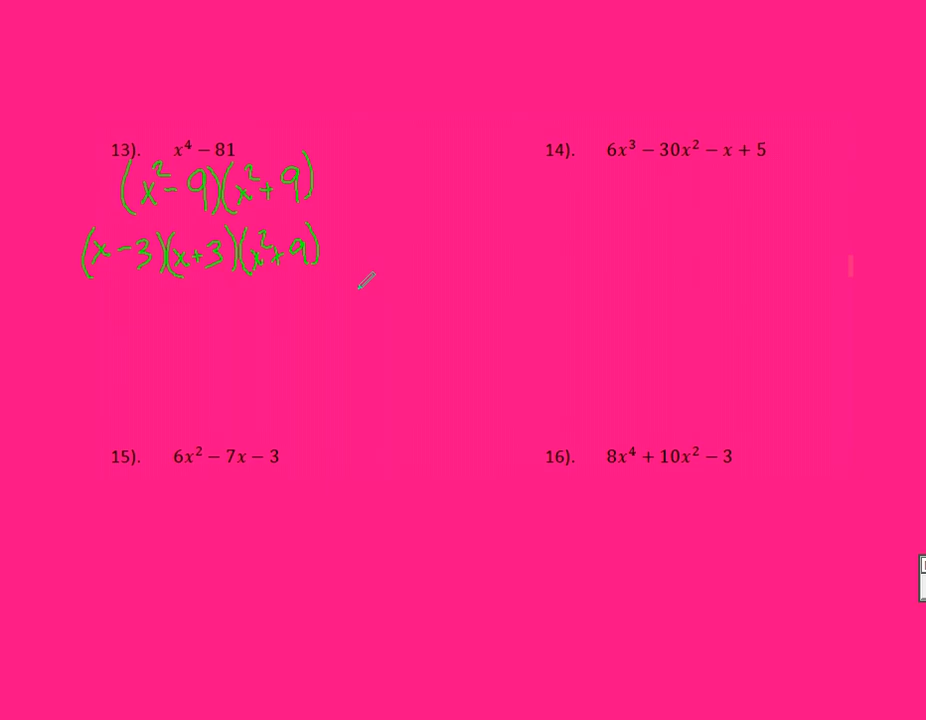 13). x⁴ − 81
(x² − 9)(x² + 9)
(x − 3)(x + 3)(x² + 9)
14). 6x³ − 30x² − x + 5
15). 6x² − 7x − 3
16). 8x⁴ + 10x² − 3